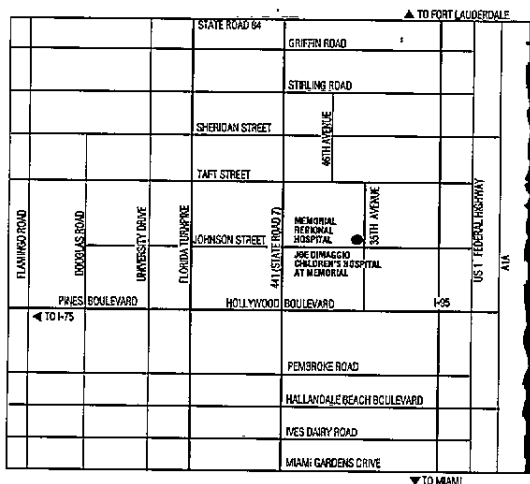 ▲ TO FORT LAUDERDALE
STATE ROAD 84
GRIFFIN ROAD
STIRLING ROAD
SHERIDAN STREET
46TH AVENUE
TAFT STREET
FLAMINGO ROAD
DOUGLAS ROAD
UNIVERSITY DRIVE
FLORIDA TURNPIKE
JOHNSON STREET
441 (STATE ROAD 7)
MEMORIAL
REGIONAL
HOSPITAL
JOE DIMAGGIO
CHILDREN'S HOSPITAL
AT MEMORIAL
35TH AVENUE
US 1 FEDERAL HIGHWAY
A1A
PINES BOULEVARD
HOLLYWOOD BOULEVARD
I-95
◀ TO I-75
PEMBROKE ROAD
HALLANDALE BEACH BOULEVARD
IVES DAIRY ROAD
MIAMI GARDENS DRIVE
▼ TO MIAMI